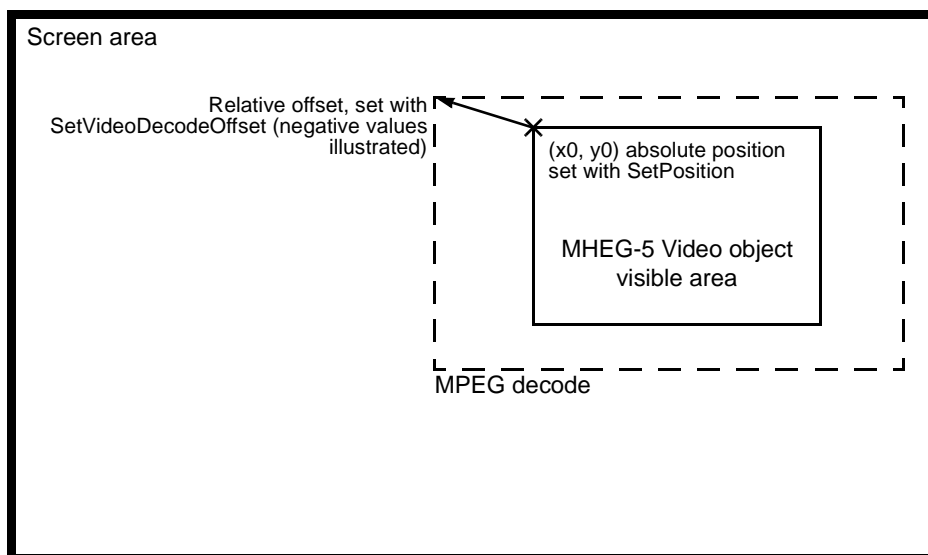 Screen area
Relative offset, set with
SetVideoDecodeOffset (negative values
illustrated)
(x0, y0) absolute position
set with SetPosition
MHEG-5 Video object
visible area
MPEG decode